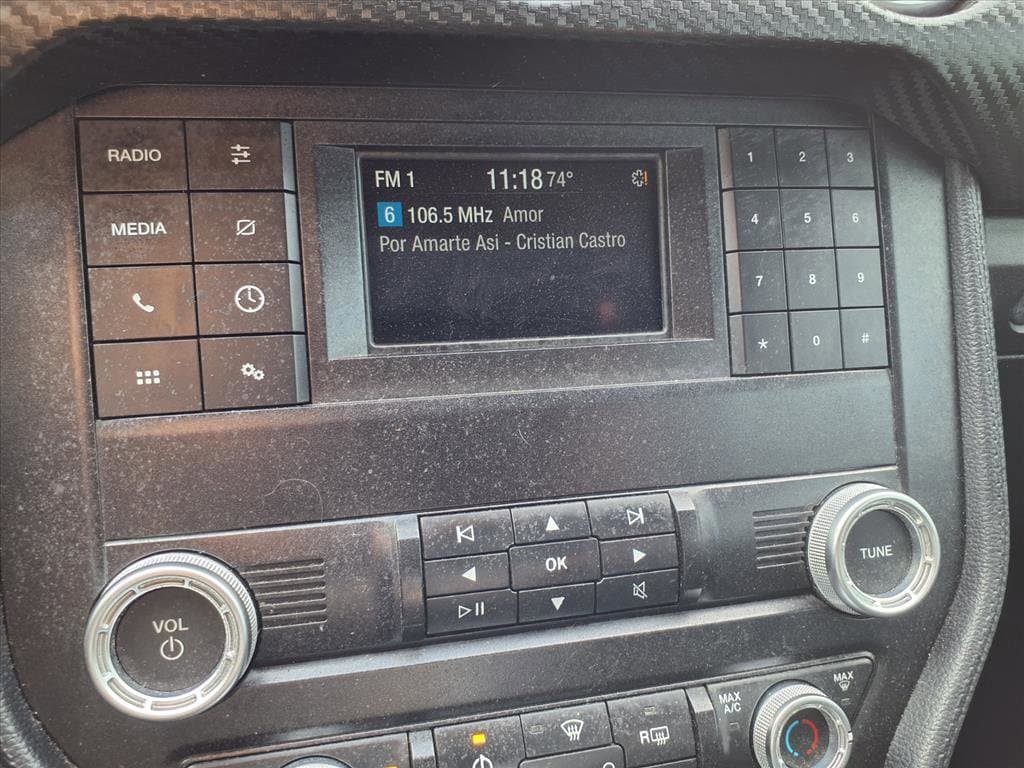 RADIO
MEDIA
FM 1 11:18 74°
6 106.5 MHz Amor
Por Amarte Asi - Cristian Castro
1 2 3
4 5 6
7 8 9
* 0 #
OK
VOL
TUNE
MAX A/C
MAX
R